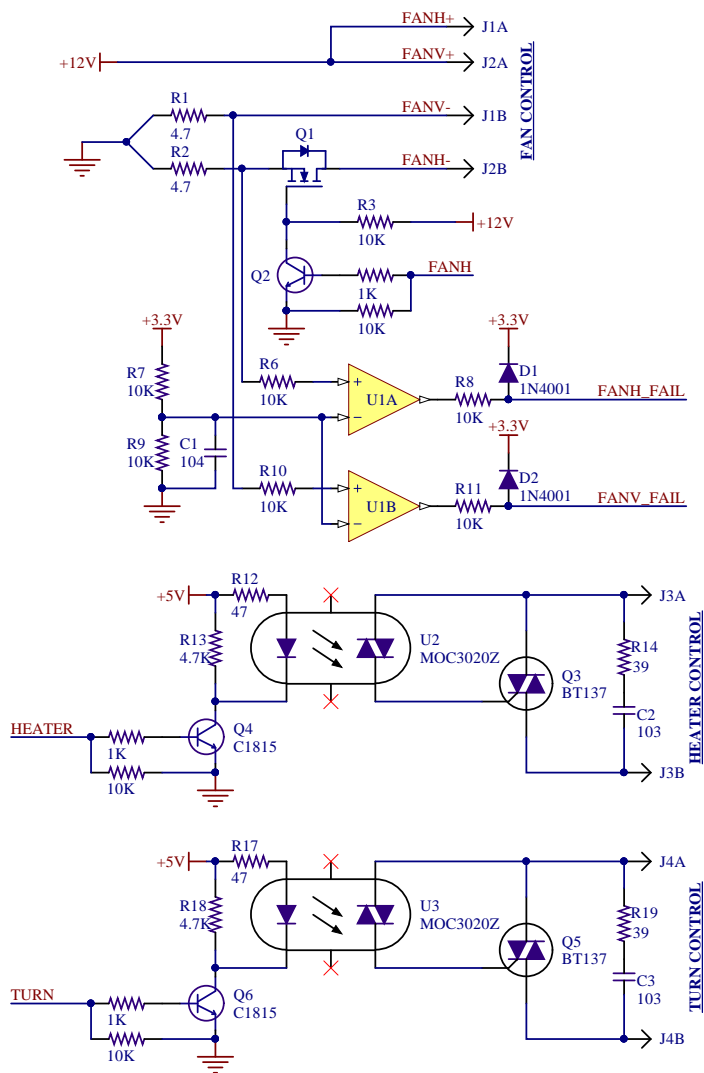 FANH+
J1A
+12V
FANV+
J2A
FAN CONTROL
R1
4.7
FANV-
J1B
R2
4.7
Q1
FANH-
J2B
R3
10K
+12V
Q2
1K
FANH
10K
+3.3V
+3.3V
R7
10K
R6
10K
+
−
U1A
R8
10K
D1
1N4001
FANH_FAIL
R9
10K
C1
104
+3.3V
R10
10K
+
−
U1B
R11
10K
D2
1N4001
FANV_FAIL
+5V
R12
47
J3A
R13
4.7K
U2
MOC3020Z
R14
39
Q3
BT137
HEATER CONTROL
HEATER
Q4
C1815
C2
103
1K
10K
J3B
+5V
R17
47
J4A
R18
4.7K
U3
MOC3020Z
R19
39
Q5
BT137
TURN CONTROL
TURN
Q6
C1815
C3
103
1K
10K
J4B